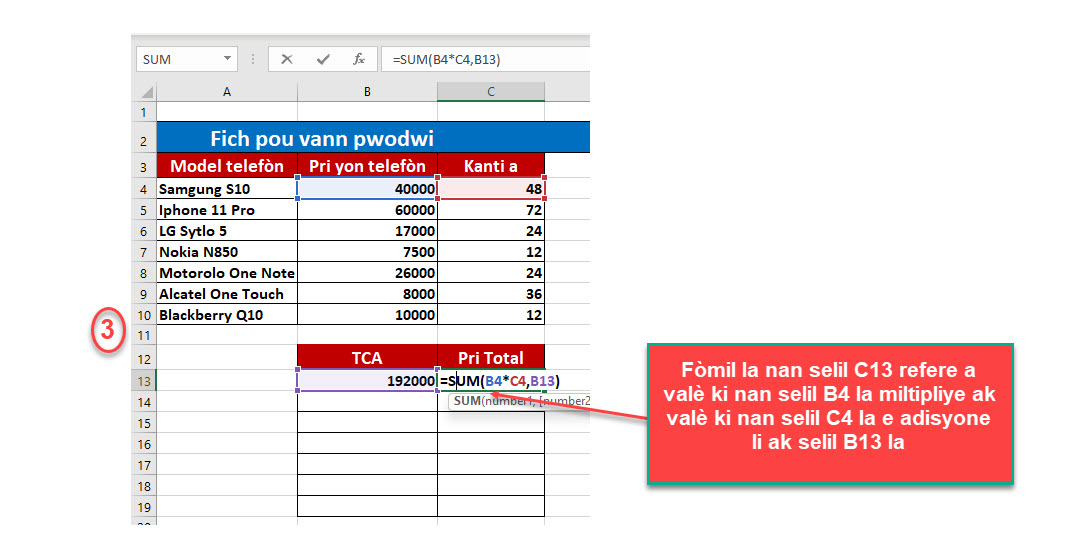 SUM fx =SUM(B4*C4,B13)
A B C
1
2 Fich pou vann pwodwi
3 Model telefòn Pri yon telefòn Kanti a
4 Samgung S10 40000 48
5 Iphone 11 Pro 60000 72
6 LG Sytlo 5 17000 24
7 Nokia N850 7500 12
8 Motorolo One Note 26000 24
9 Alcatel One Touch 8000 36
3
10 Blackberry Q10 10000 12
11
12 TCA Pri Total
13 192000 =SUM(B4*C4,B13)
14 SUM(number1, [number2
15
16
17
18
19
Fòmil la nan selil C13 refere a
valè ki nan selil B4 la miltipliye ak
valè ki nan selil C4 la e adisyone
li ak selil B13 la